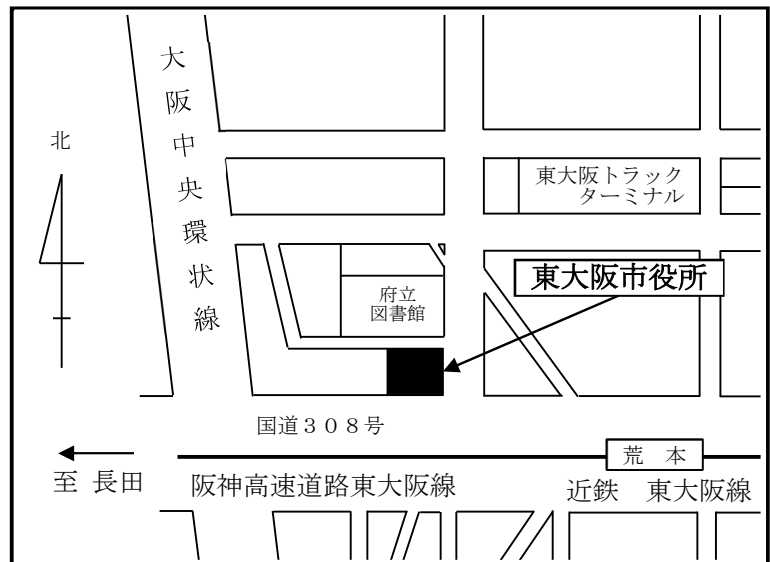 大阪中央環状線
北
東大阪トラック
ターミナル
東大阪市役所
府立
図書館
国道３０８号
荒 本
至 長田
阪神高速道路東大阪線
近鉄 東大阪線